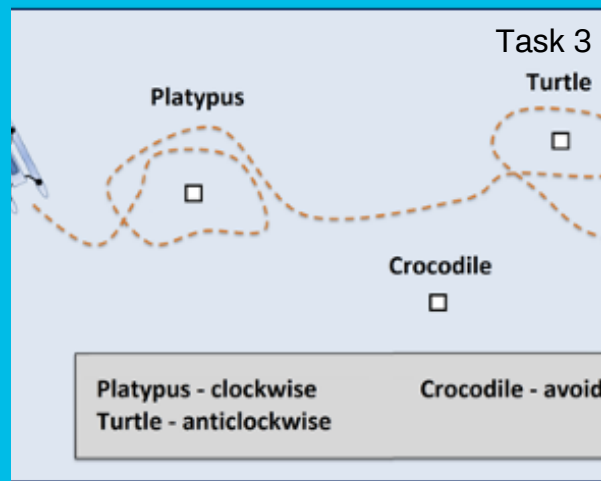 Task 3
Turtle
Platypus
Crocodile
Platypus - clockwise
Crocodile - avoid
Turtle - anticlockwise